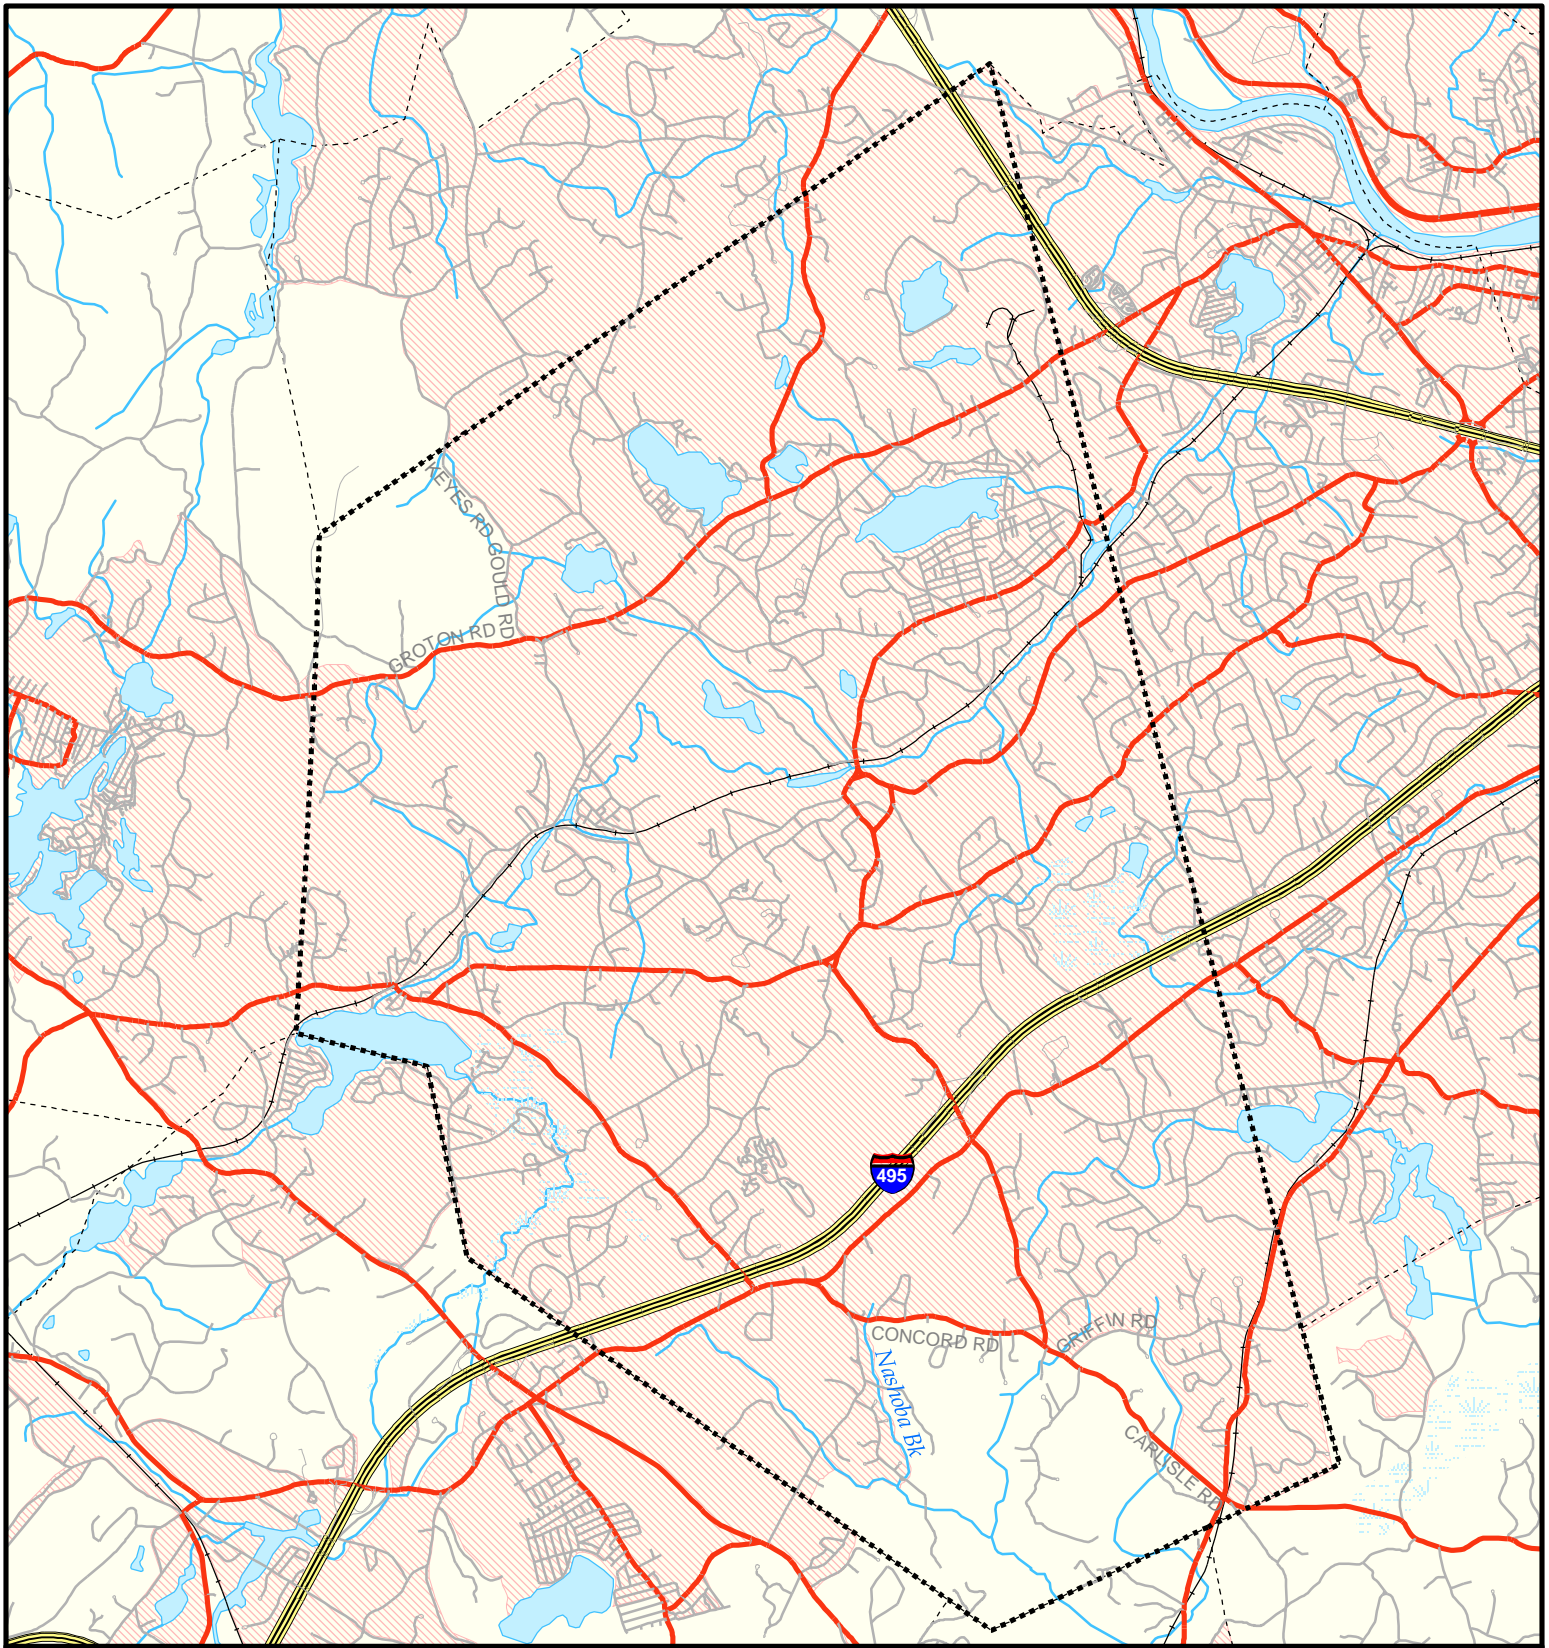 KEYES RD
GOULD RD
GROTON RD
495
CONCORD RD
GRIFFIN RD
Nashoba Bk
CARLISLE RD